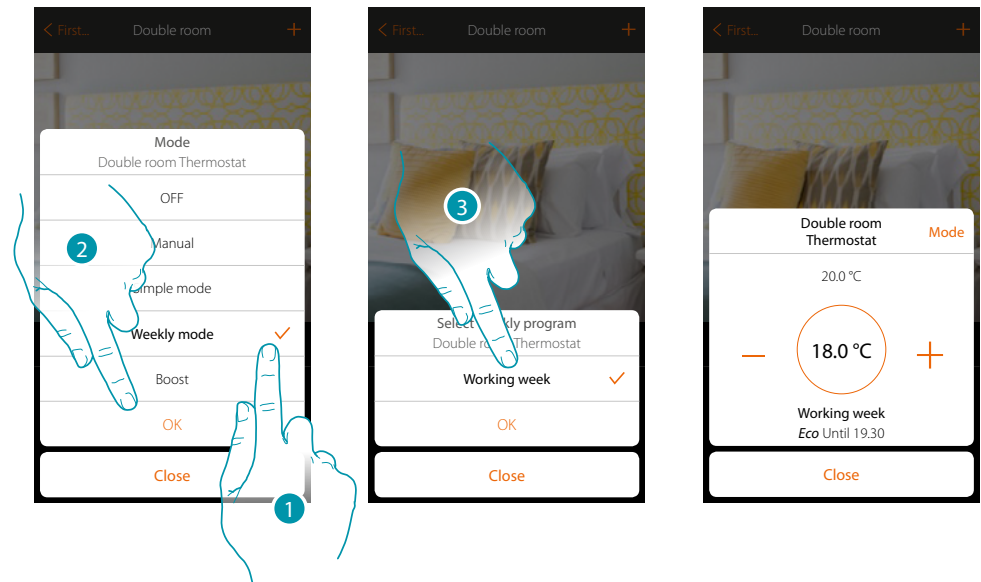 First...
Double room
+
Mode
Double room Thermostat
OFF
Manual
mple mode
Weekly mode
Boost
OK
Close
2
1
First...
Double room
+
Select kly program
Double ro Thermostat
Working week
OK
Close
3
First...
Double room
+
Double room
Thermostat
Mode
20.0 °C
18.0 °C
Working week
Eco Until 19.30
Close